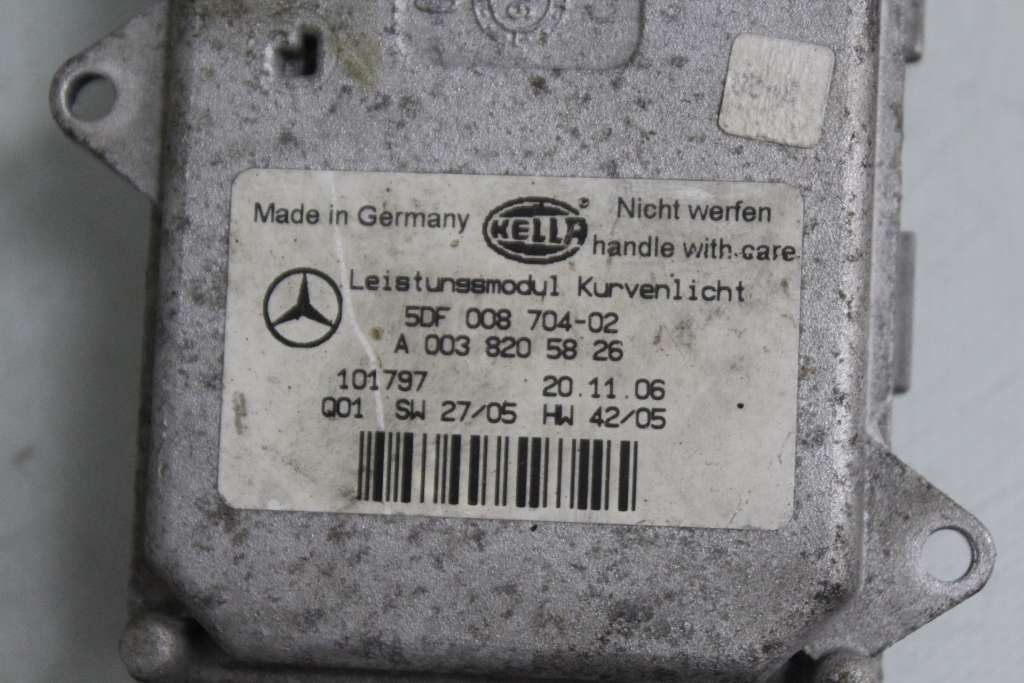 Made in Germany
HELLA
®
Nicht werfen
handle with care
Leistungsmodul Kurvenlicht
5DF 008 704-02
A 003 820 58 26
101797 20.11.06
Q01 SW 27/05 HW 42/05